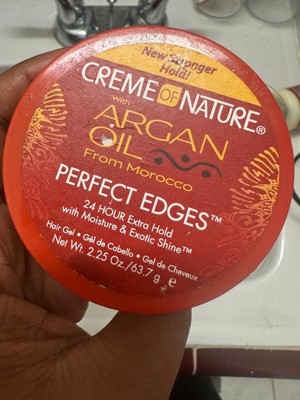 New Stronger
Hold!
CREME OF NATURE®
with
ARGAN
OIL
From Morocco
PERFECT EDGES™
24 HOUR Extra Hold
with Moisture & Exotic Shine™
Hair Gel • Gél de Cabello • Gel de Cheveux
Net Wt. 2.25 Oz./63.7 g e